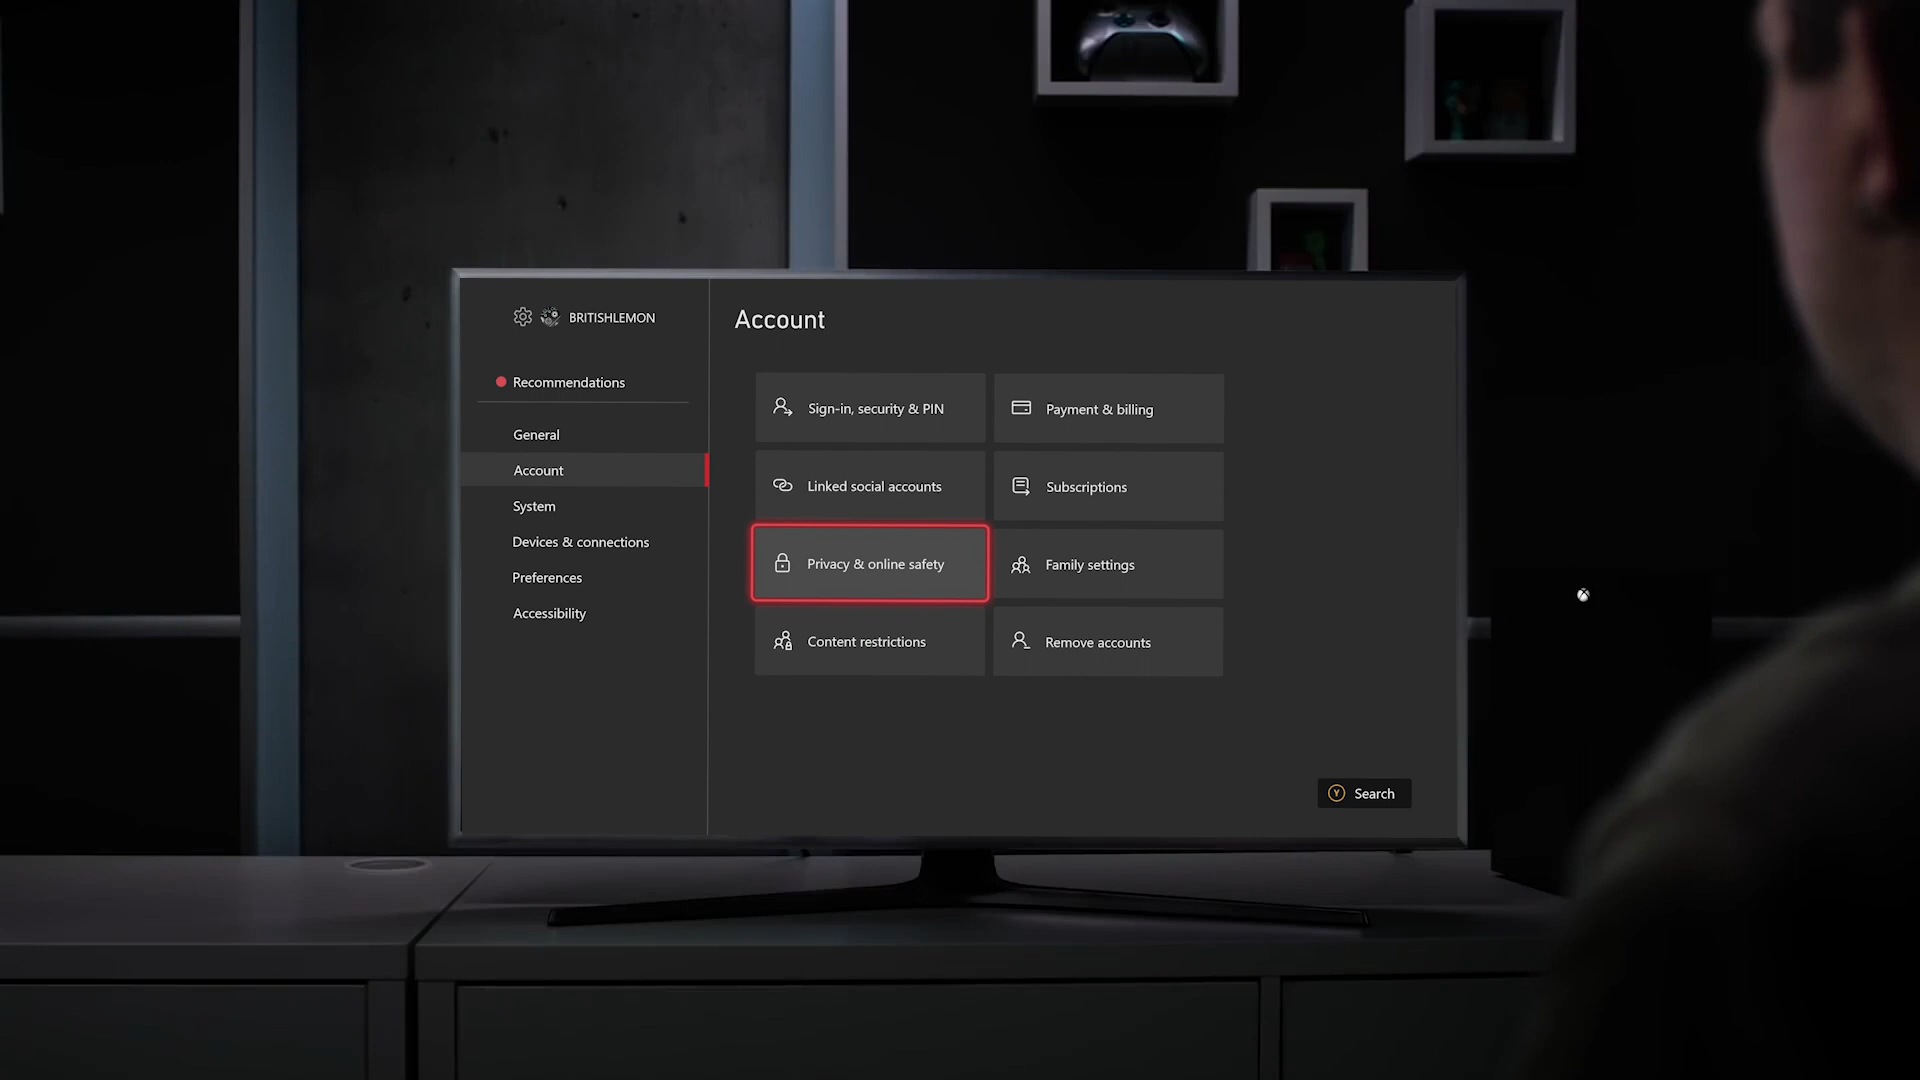 BRITISHLEMON
Recommendations
General
Account
System
Devices & connections
Preferences
Accessibility
Account
Sign-in, security & PIN
Payment & billing
Linked social accounts
Subscriptions
Privacy & online safety
Family settings
Content restrictions
Remove accounts
Y Search